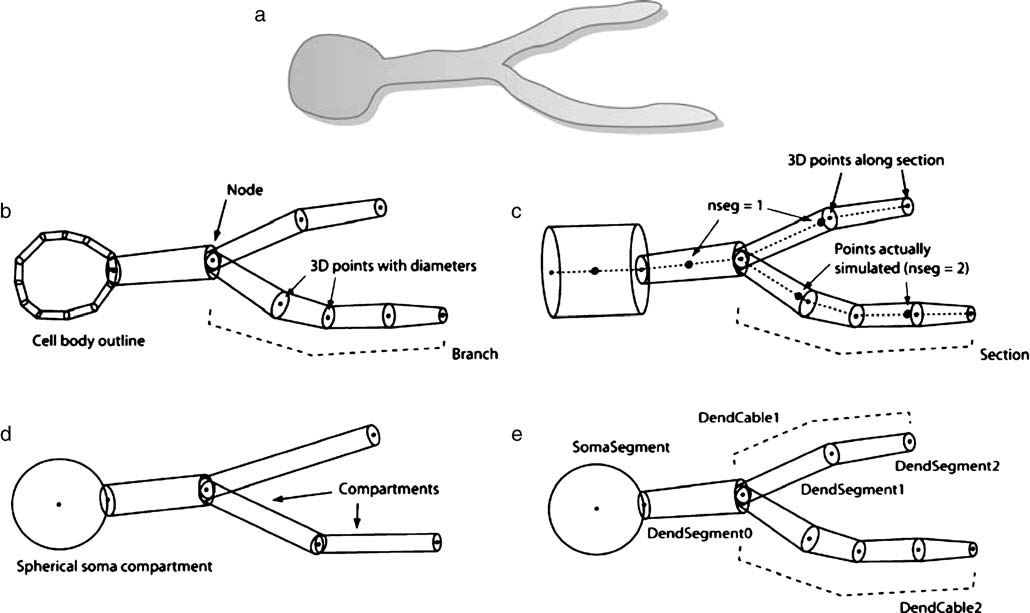 a
b
Node
3D points with diameters
Cell body outline
Branch
c
3D points along section
nseg = 1
Points actually
simulated (nseg = 2)
Section
d
Compartments
Spherical soma compartment
e
DendCable1
SomaSegment
DendSegment2
DendSegment1
DendSegment0
DendCable2